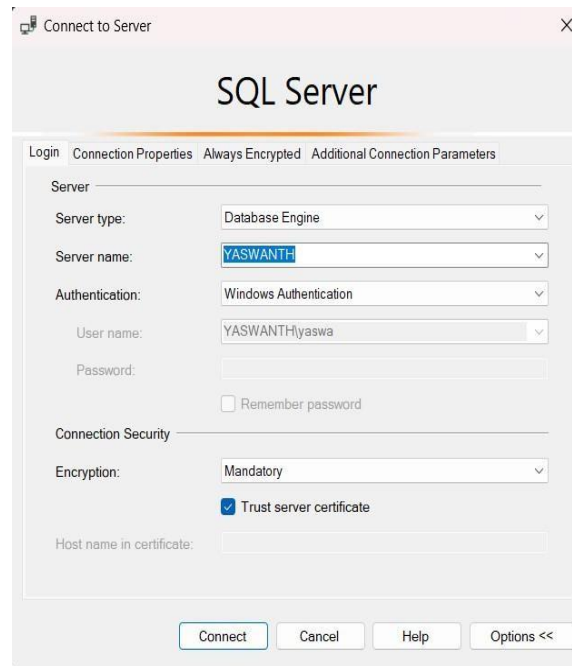 Connect to Server
SQL Server
Login Connection Properties Always Encrypted Additional Connection Parameters
Server
Server type: Database Engine
Server name: YASWANTH
Authentication: Windows Authentication
User name: YASWANTH\yaswa
Password:
Remember password
Connection Security
Encryption: Mandatory
Trust server certificate
Host name in certificate:
Connect Cancel Help Options <<